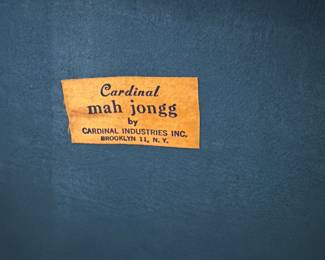 Cardinal
mah jongg
by
CARDINAL INDUSTRIES INC.
BROOKLYN 11, N. Y.